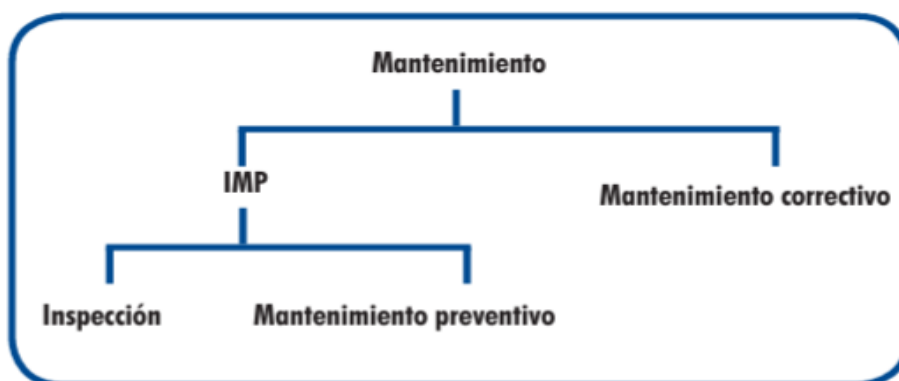 Mantenimiento
IMP
Mantenimiento correctivo
Inspección
Mantenimiento preventivo